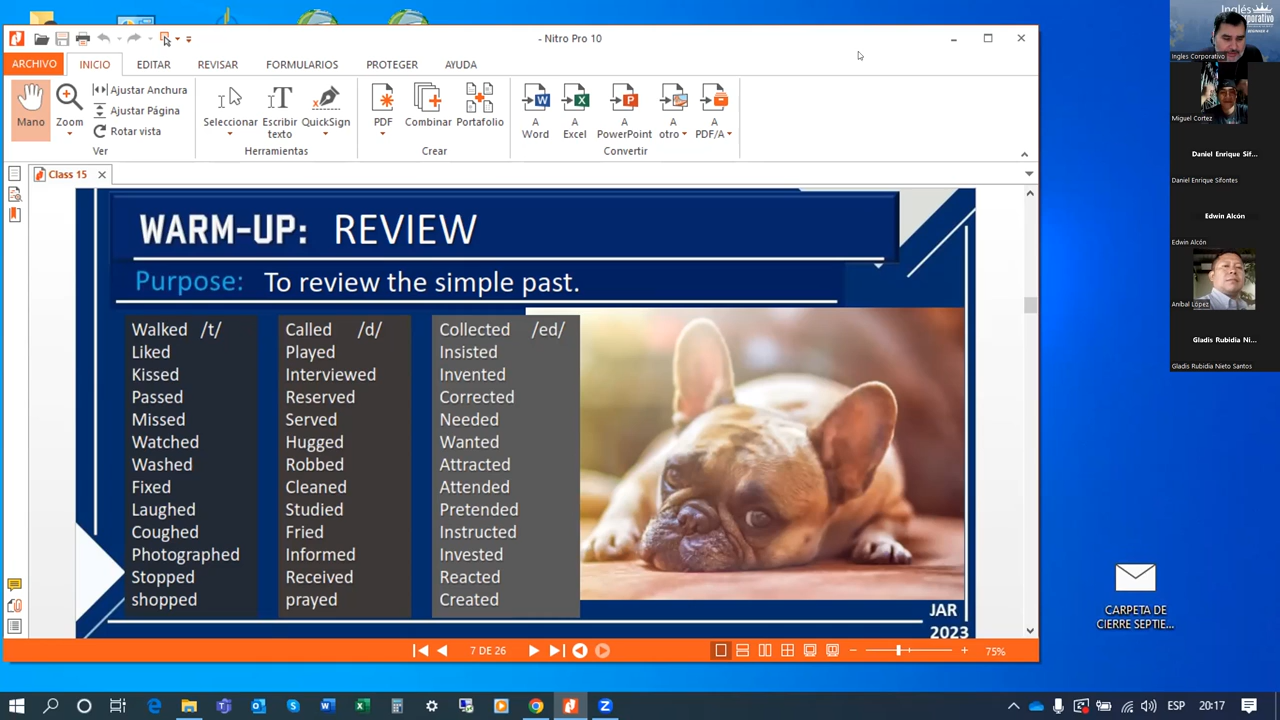 - Nitro Pro 10
ARCHIVO
INICIO
EDITAR
REVISAR
FORMULARIOS
PROTEGER
AYUDA
Mano
Zoom
Ajustar Anchura
Ajustar Página
Rotar vista
Ver
Seleccionar
Escribir texto
QuickSign
Herramientas
PDF
Combinar
Portafolio
Crear
A Word
A Excel
A PowerPoint
A otro
A PDF/A
Convertir
Class 15
WARM-UP: REVIEW
Purpose: To review the simple past.
Walked /t/
Liked
Kissed
Passed
Missed
Watched
Washed
Fixed
Laughed
Coughed
Photographed
Stopped
shopped
Called /d/
Played
Interviewed
Reserved
Served
Hugged
Robbed
Cleaned
Studied
Fried
Informed
Received
prayed
Collected /ed/
Insisted
Invented
Corrected
Needed
Wanted
Attracted
Attended
Pretended
Instructed
Invested
Reacted
Created
JAR
2023
7 DE 26
75%
Inglés
Corporativo
BEGINNER 4
Ingles Corporativo
Miguel Cortez
Daniel Enrique Sif...
Daniel Enrique Sifontes
Edwin Alcón
Edwin Alcón
Aníbal López
Gladis Rubidia Ni...
Gladis Rubidia Nieto Santos
CARPETA DE
CIERRE SEPTIE...
ESP
20:17